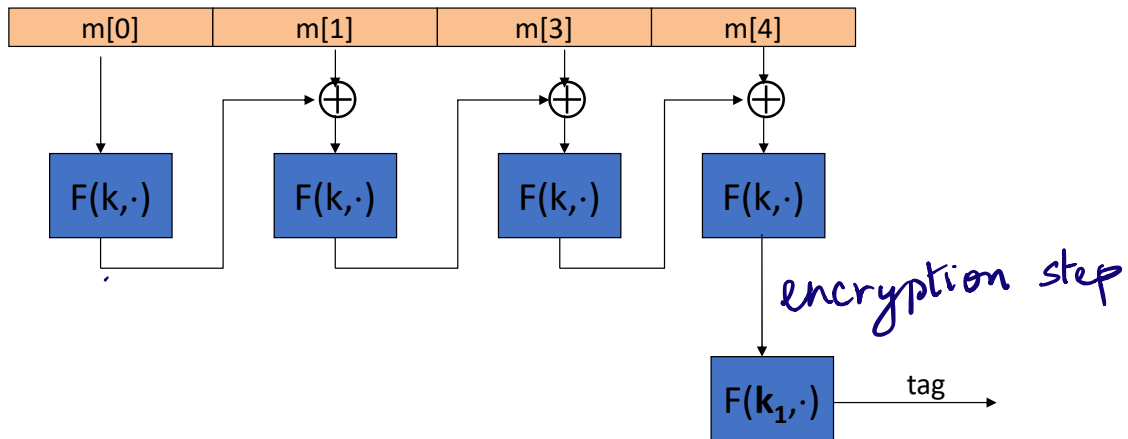 m[0] m[1] m[3] m[4]
F(k,·) F(k,·) F(k,·) F(k,·)
encryption step
F(k₁,·) tag